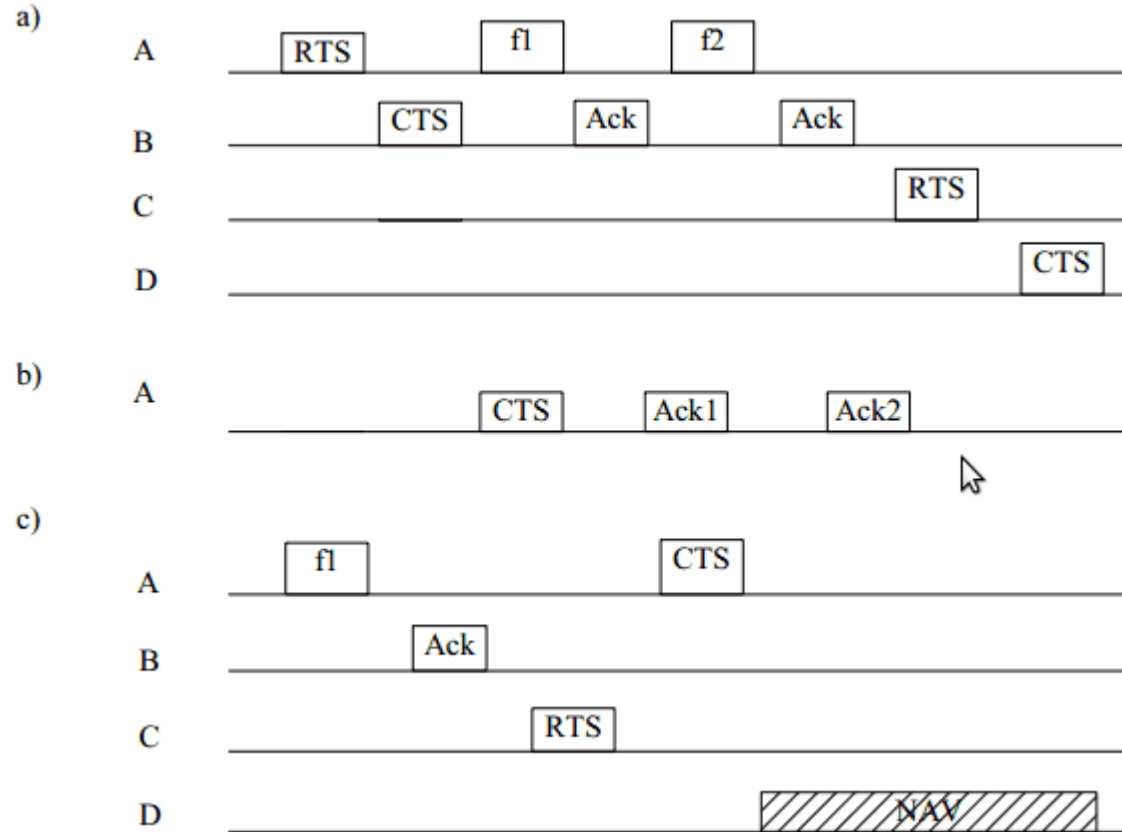 a)
A RTS f1 f2
B CTS Ack Ack
C RTS
D CTS
b)
A CTS Ack1 Ack2
c)
A f1 CTS
B Ack
C RTS
D NAV